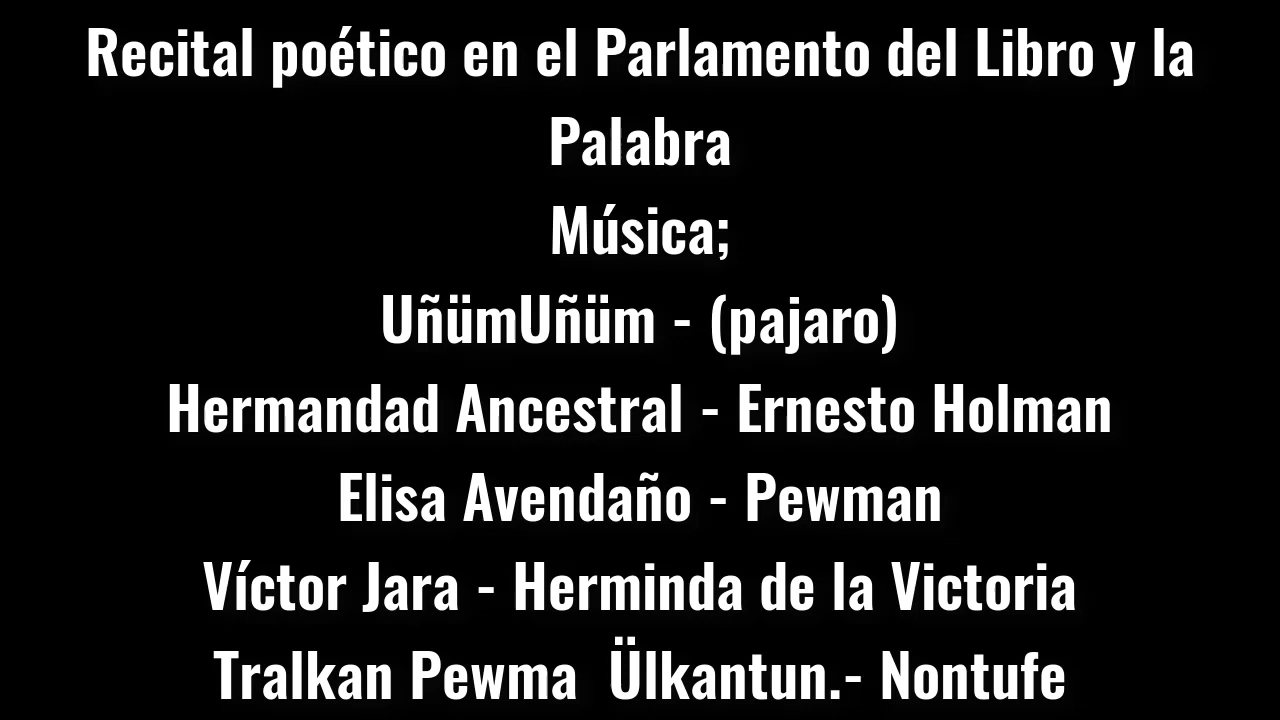 Recital poético en el Parlamento del Libro y la
Palabra
Música;
UñümUñüm - (pajaro)
Hermandad Ancestral - Ernesto Holman
Elisa Avendaño - Pewman
Víctor Jara - Herminda de la Victoria
Tralkan Pewma  Ülkantun.- Nontufe